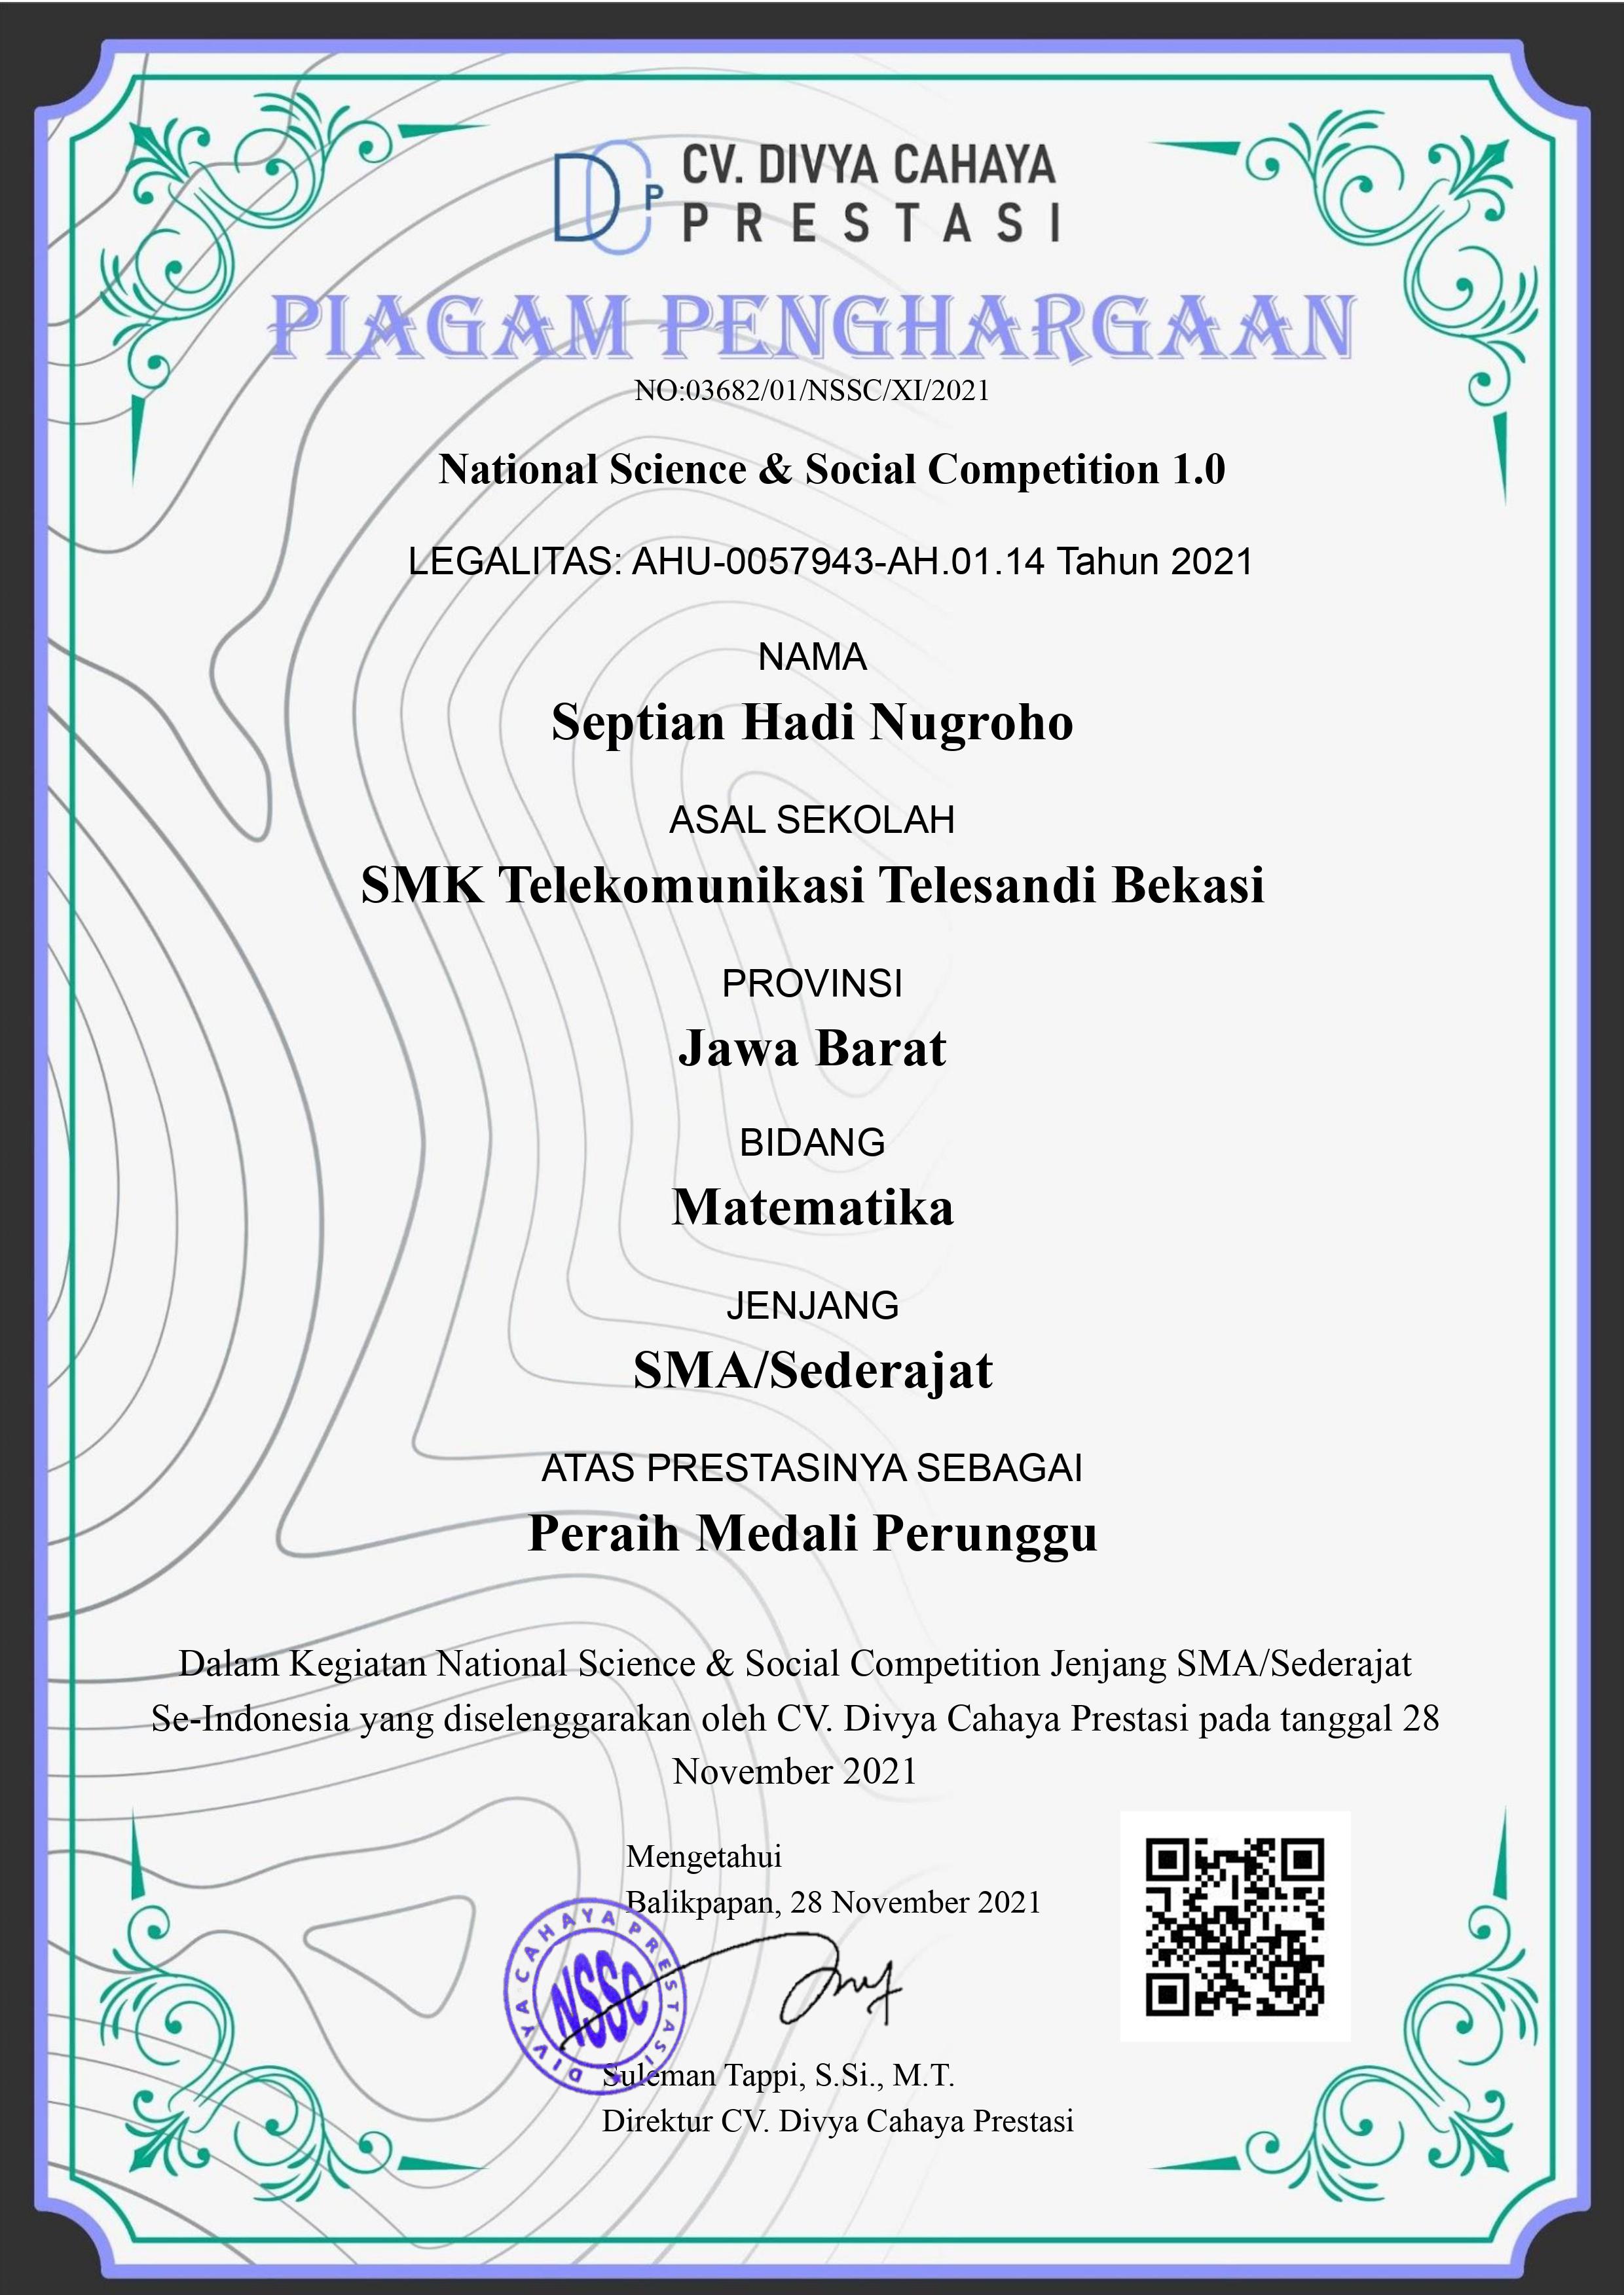 DCP
CV. DIVYA CAHAYA
PRESTASI
PIAGAM PENGHARGAAN
NO:03682/01/NSSC/XI/2021
National Science & Social Competition 1.0
LEGALITAS: AHU-0057943-AH.01.14 Tahun 2021
NAMA
Septian Hadi Nugroho
ASAL SEKOLAH
SMK Telekomunikasi Telesandi Bekasi
PROVINSI
Jawa Barat
BIDANG
Matematika
JENJANG
SMA/Sederajat
ATAS PRESTASINYA SEBAGAI
Peraih Medali Perunggu
Dalam Kegiatan National Science & Social Competition Jenjang SMA/Sederajat
Se-Indonesia yang diselenggarakan oleh CV. Divya Cahaya Prestasi pada tanggal 28
November 2021
Mengetahui
Balikpapan, 28 November 2021
DIVYA CAHAYA PRESTASI
NSSC
Suleman Tappi, S.Si., M.T.
Direktur CV. Divya Cahaya Prestasi